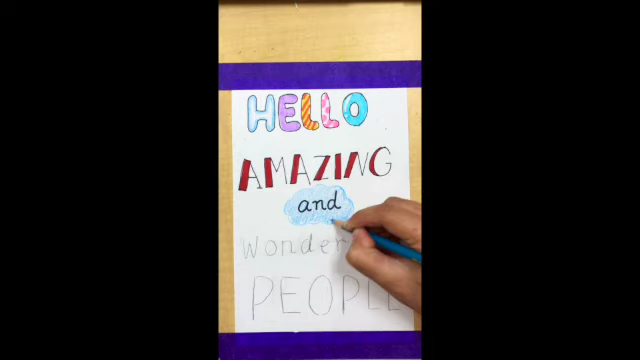 HELLO
AMAZING
and
Wonder
PEOPLE